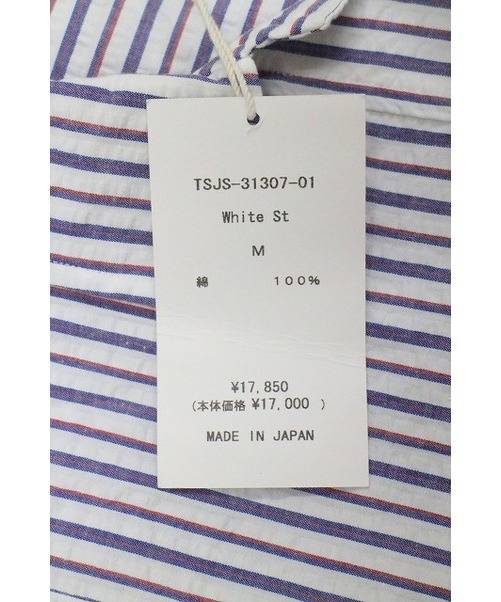 TSJS-31307-01
White St
M
綿 １００％
¥17,850
（本体価格 ¥17,000 ）
MADE IN JAPAN